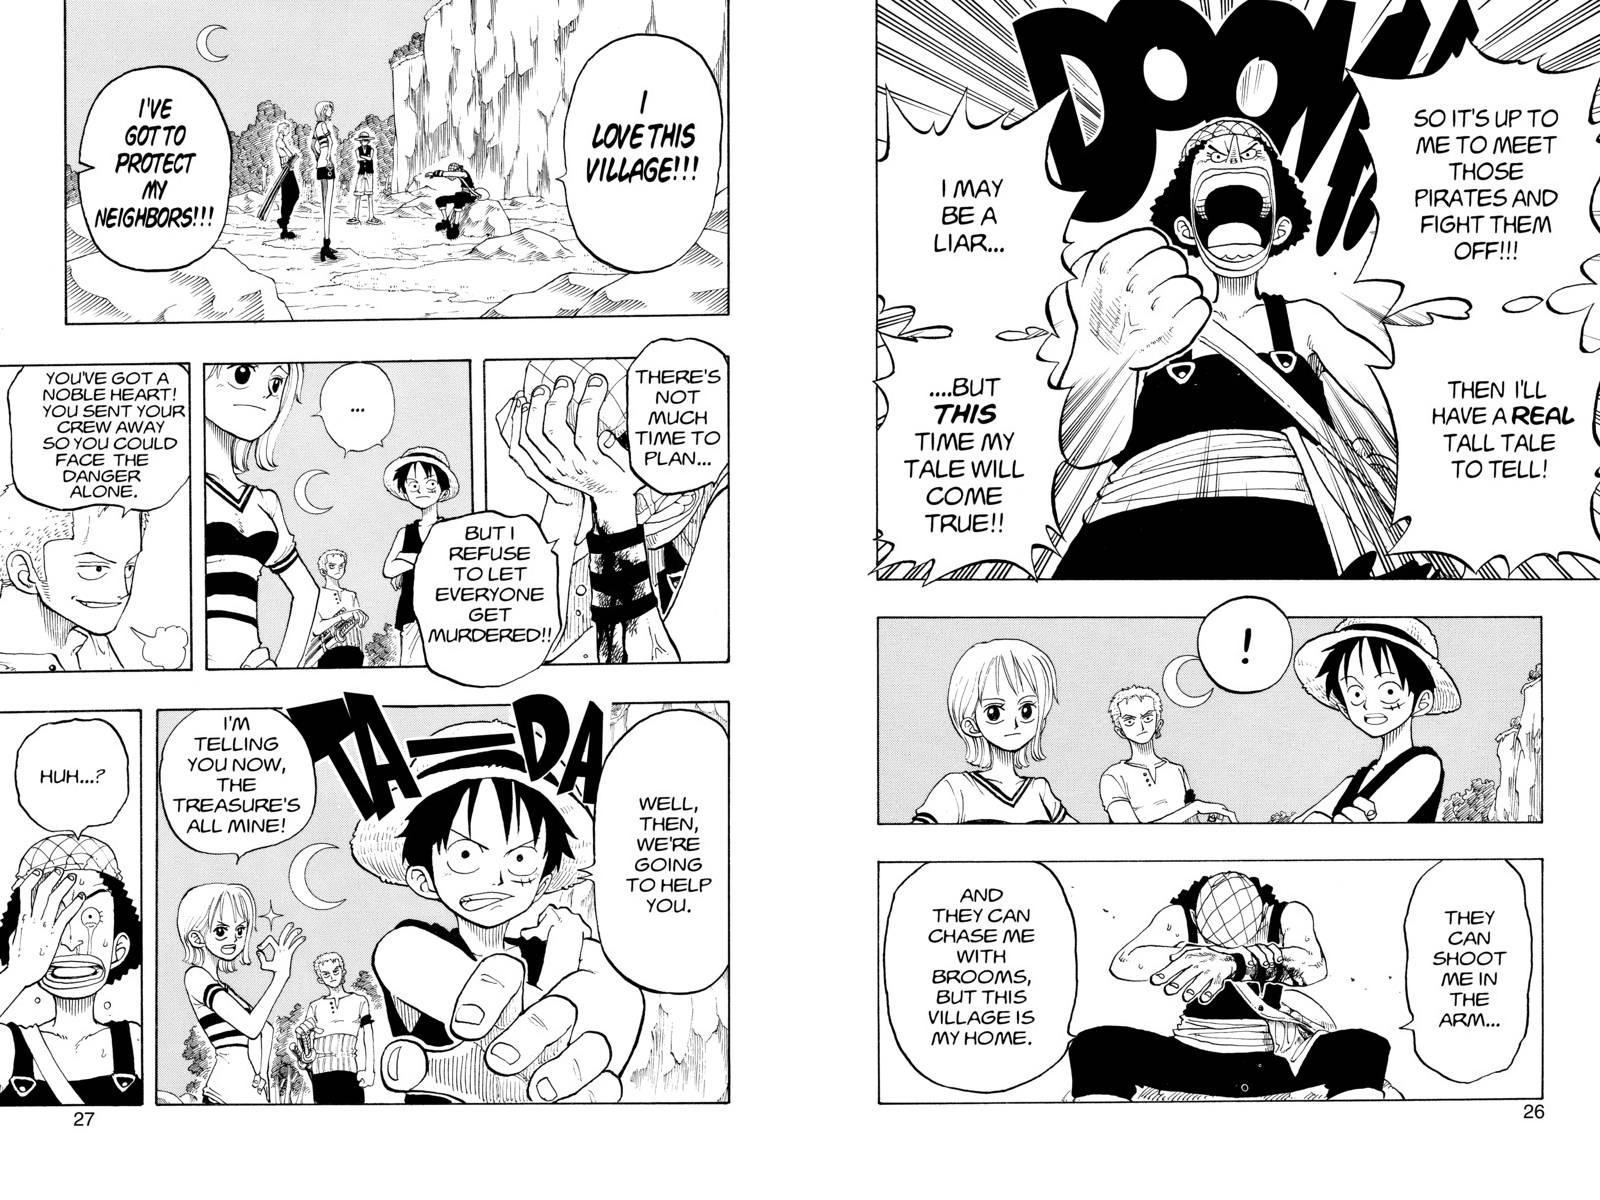 DOOM!!
SO IT'S UP TO
ME TO MEET
THOSE
PIRATES AND
FIGHT THEM
OFF!!!
I MAY
BE A
LIAR...
THEN I'LL
HAVE A REAL
TALL TALE
TO TELL!
....BUT
THIS
TIME MY
TALE WILL
COME
TRUE!!
!
THEY
CAN
SHOOT
ME IN
THE
ARM...
AND
THEY CAN
CHASE ME
WITH
BROOMS,
BUT THIS
VILLAGE IS
MY HOME.
26
I
LOVE THIS
VILLAGE!!!
I'VE
GOT TO
PROTECT
MY
NEIGHBORS!!!
THERE'S
NOT
MUCH
TIME TO
PLAN...
BUT I
REFUSE
TO LET
EVERYONE
GET
MURDERED!!
...
YOU'VE GOT A
NOBLE HEART!
YOU SENT YOUR
CREW AWAY
SO YOU COULD
FACE THE
DANGER
ALONE.
WELL,
THEN,
WE'RE
GOING
TO HELP
YOU.
TA-DA
I'M
TELLING
YOU NOW,
THE
TREASURE'S
ALL MINE!
HUH...?
27